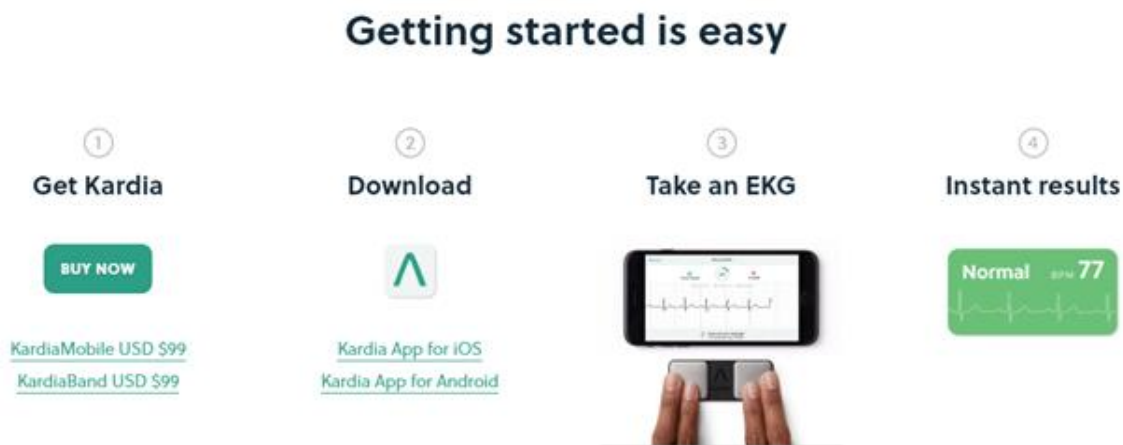 Getting started is easy
1
Get Kardia
BUY NOW
KardiaMobile USD $99
KardiaBand USD $99
2
Download
Kardia App for iOS
Kardia App for Android
3
Take an EKG
4
Instant results
Normal BPM 77